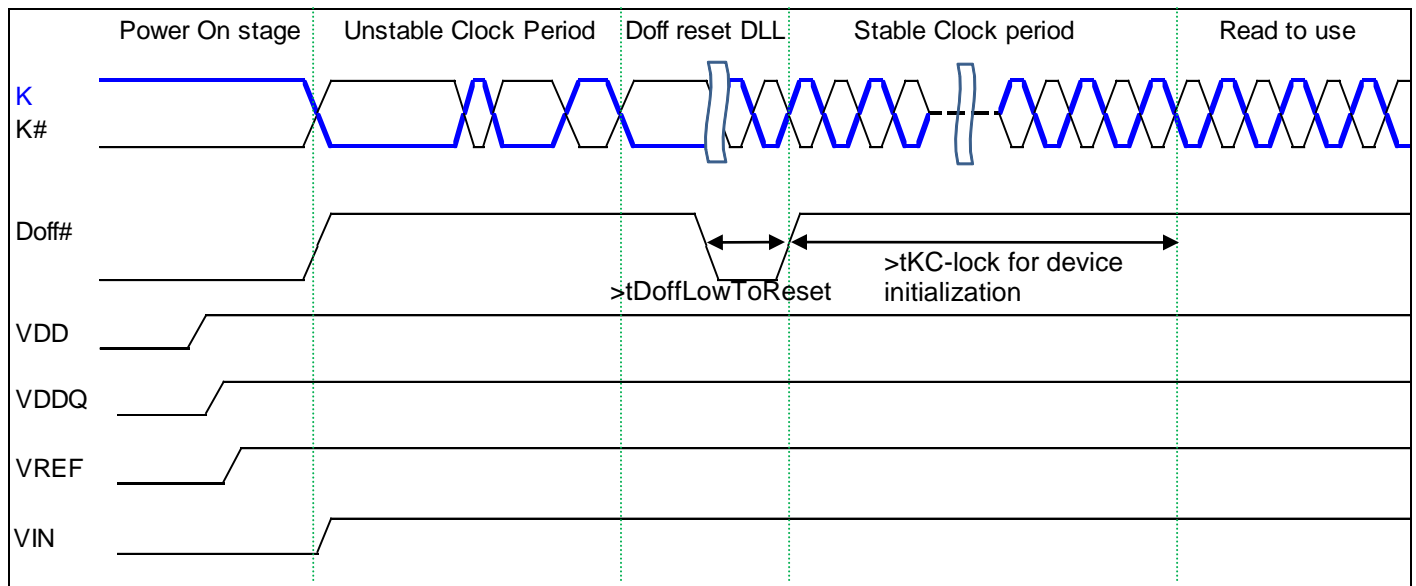 Power On stage
Unstable Clock Period
Doff reset DLL
Stable Clock period
Read to use
K
K#
Doff#
>tKC-lock for device
initialization
>tDoffLowToReset
VDD
VDDQ
VREF
VIN